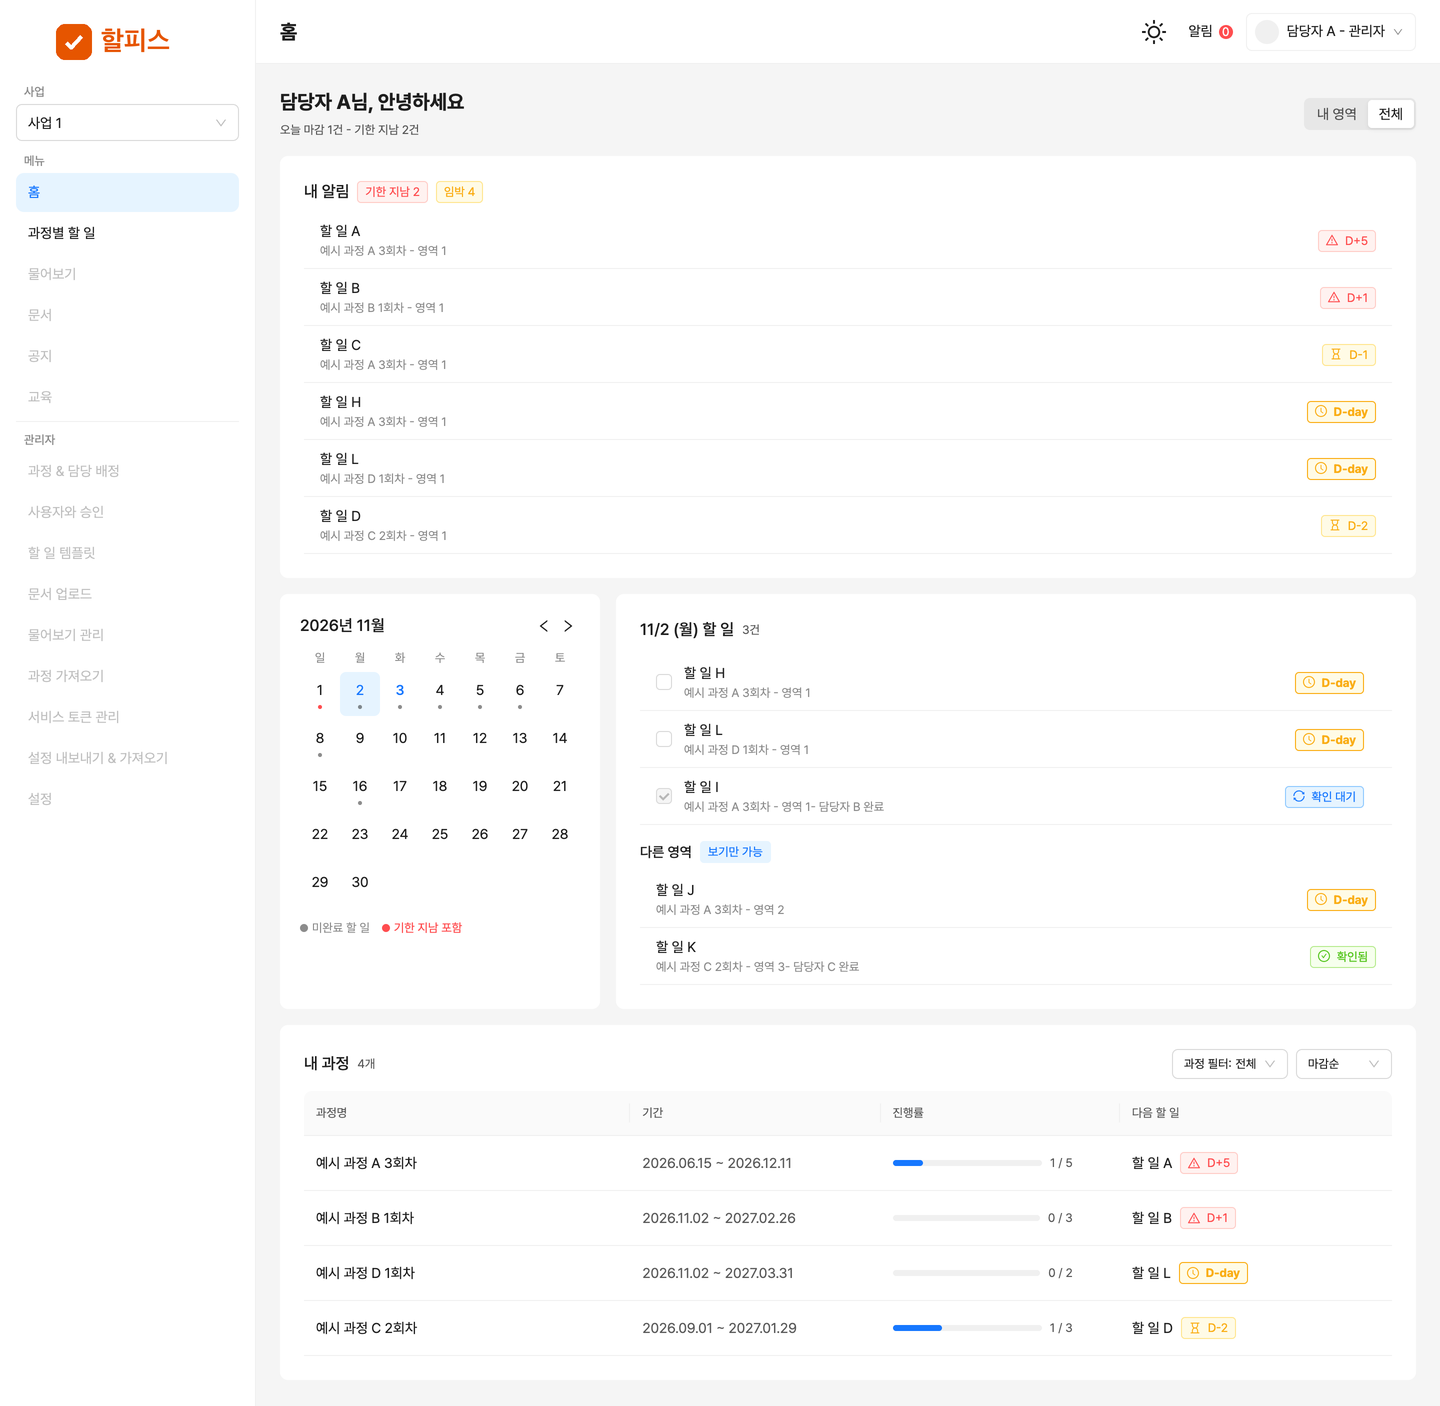 할피스
사업
사업 1
메뉴
홈
과정별 할 일
물어보기
문서
공지
교육
관리자
과정 & 담당 배정
사용자와 승인
할 일 템플릿
문서 업로드
물어보기 관리
과정 가져오기
서비스 토큰 관리
설정 내보내기 & 가져오기
설정
홈
알림 0
담당자 A - 관리자
담당자 A님, 안녕하세요
오늘 마감 1건 - 기한 지남 2건
내 영역 전체
내 알림 기한 지남 2 임박 4
할 일 A
예시 과정 A 3회차 - 영역 1
D+5
할 일 B
예시 과정 B 1회차 - 영역 1
D+1
할 일 C
예시 과정 A 3회차 - 영역 1
D-1
할 일 H
예시 과정 A 3회차 - 영역 1
D-day
할 일 L
예시 과정 D 1회차 - 영역 1
D-day
할 일 D
예시 과정 C 2회차 - 영역 1
D-2
2026년 11월
일 월 화 수 목 금 토
1 2 3 4 5 6 7
8 9 10 11 12 13 14
15 16 17 18 19 20 21
22 23 24 25 26 27 28
29 30
미완료 할 일 기한 지남 포함
11/2 (월) 할 일 3건
할 일 H
예시 과정 A 3회차 - 영역 1
D-day
할 일 L
예시 과정 D 1회차 - 영역 1
D-day
할 일 I
예시 과정 A 3회차 - 영역 1- 담당자 B 완료
확인 대기
다른 영역 보기만 가능
할 일 J
예시 과정 A 3회차 - 영역 2
D-day
할 일 K
예시 과정 C 2회차 - 영역 3- 담당자 C 완료
확인됨
내 과정 4개
과정 필터: 전체 마감순
과정명 기간 진행률 다음 할 일
예시 과정 A 3회차 2026.06.15 ~ 2026.12.11 1 / 5 할 일 A D+5
예시 과정 B 1회차 2026.11.02 ~ 2027.02.26 0 / 3 할 일 B D+1
예시 과정 D 1회차 2026.11.02 ~ 2027.03.31 0 / 2 할 일 L D-day
예시 과정 C 2회차 2026.09.01 ~ 2027.01.29 1 / 3 할 일 D D-2